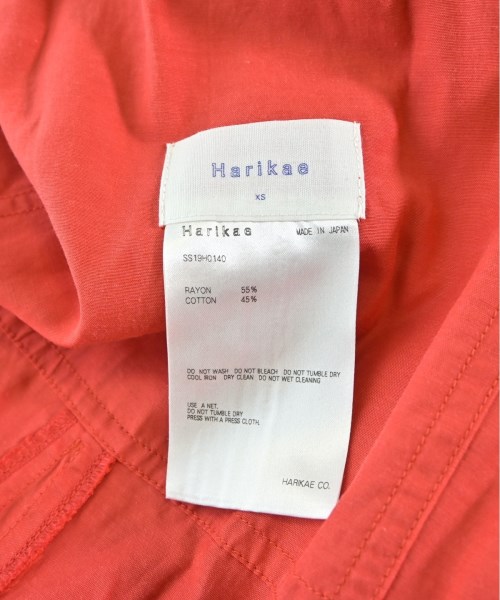 Harikae
XS
Harikae MADE IN JAPAN
SS19H0140
RAYON 55%
COTTON 45%
DO NOT WASH DO NOT BLEACH DO NOT TUMBLE DRY
COOL IRON DRY CLEAN DO NOT WET CLEANING
USE A NET.
DO NOT TUMBLE DRY
PRESS WITH A PRESS CLOTH.
HARIKAE CO.